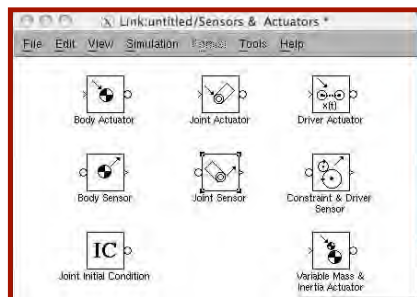 Link:untitled/Sensors & Actuators *
File Edit View Simulation Format Tools Help
Body Actuator
Joint Actuator
x(t)
Driver Actuator
Body Sensor
Joint Sensor
Constraint & Driver
Sensor
IC
Joint Initial Condition
Variable Mass &
Inertia Actuator